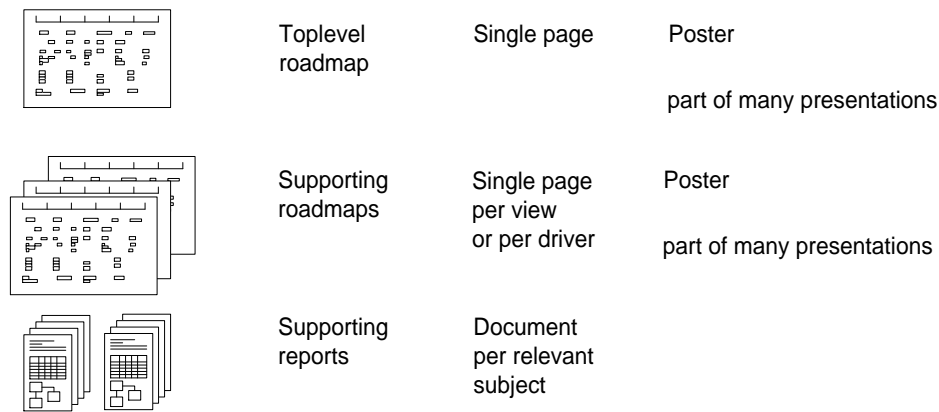 Toplevel
roadmap
Single page
Poster
part of many presentations
Supporting
roadmaps
Single page
per view
or per driver
Poster
part of many presentations
Supporting
reports
Document
per relevant
subject